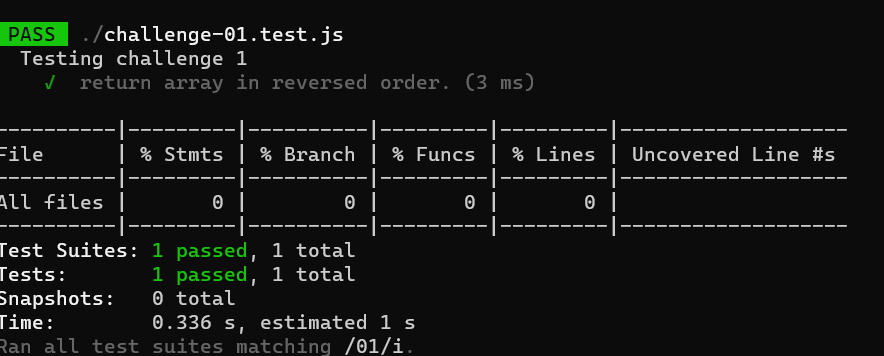 PASS ./challenge-01.test.js
Testing challenge 1
√ return array in reversed order. (3 ms)
----------|---------|----------|---------|---------|-------------------
File | % Stmts | % Branch | % Funcs | % Lines | Uncovered Line #s
----------|---------|----------|---------|---------|-------------------
All files | 0 | 0 | 0 | 0 |
----------|---------|----------|---------|---------|-------------------
Test Suites: 1 passed, 1 total
Tests: 1 passed, 1 total
Snapshots: 0 total
Time: 0.336 s, estimated 1 s
Ran all test suites matching /01/i.